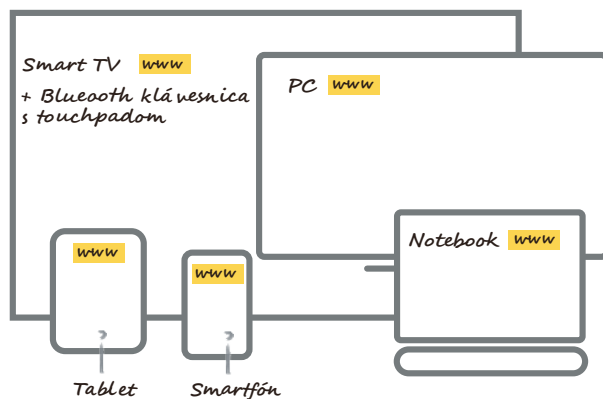 Smart TV www
+ Blueooth klávesnica
s touchpadom
PC www
Notebook www
www
www
Tablet
Smartfón